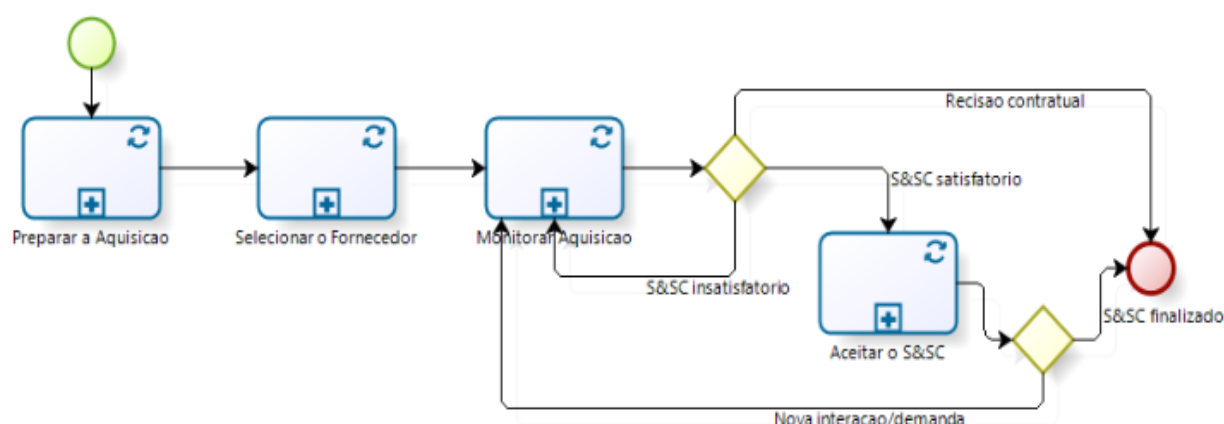 Recisao contratual
S&SC satisfatorio
Preparar a Aquisicao
Selecionar o Fornecedor
Monitorar Aquisicao
S&SC insatisfatorio
S&SC finalizado
Aceitar o S&SC
Nova interacao/demanda